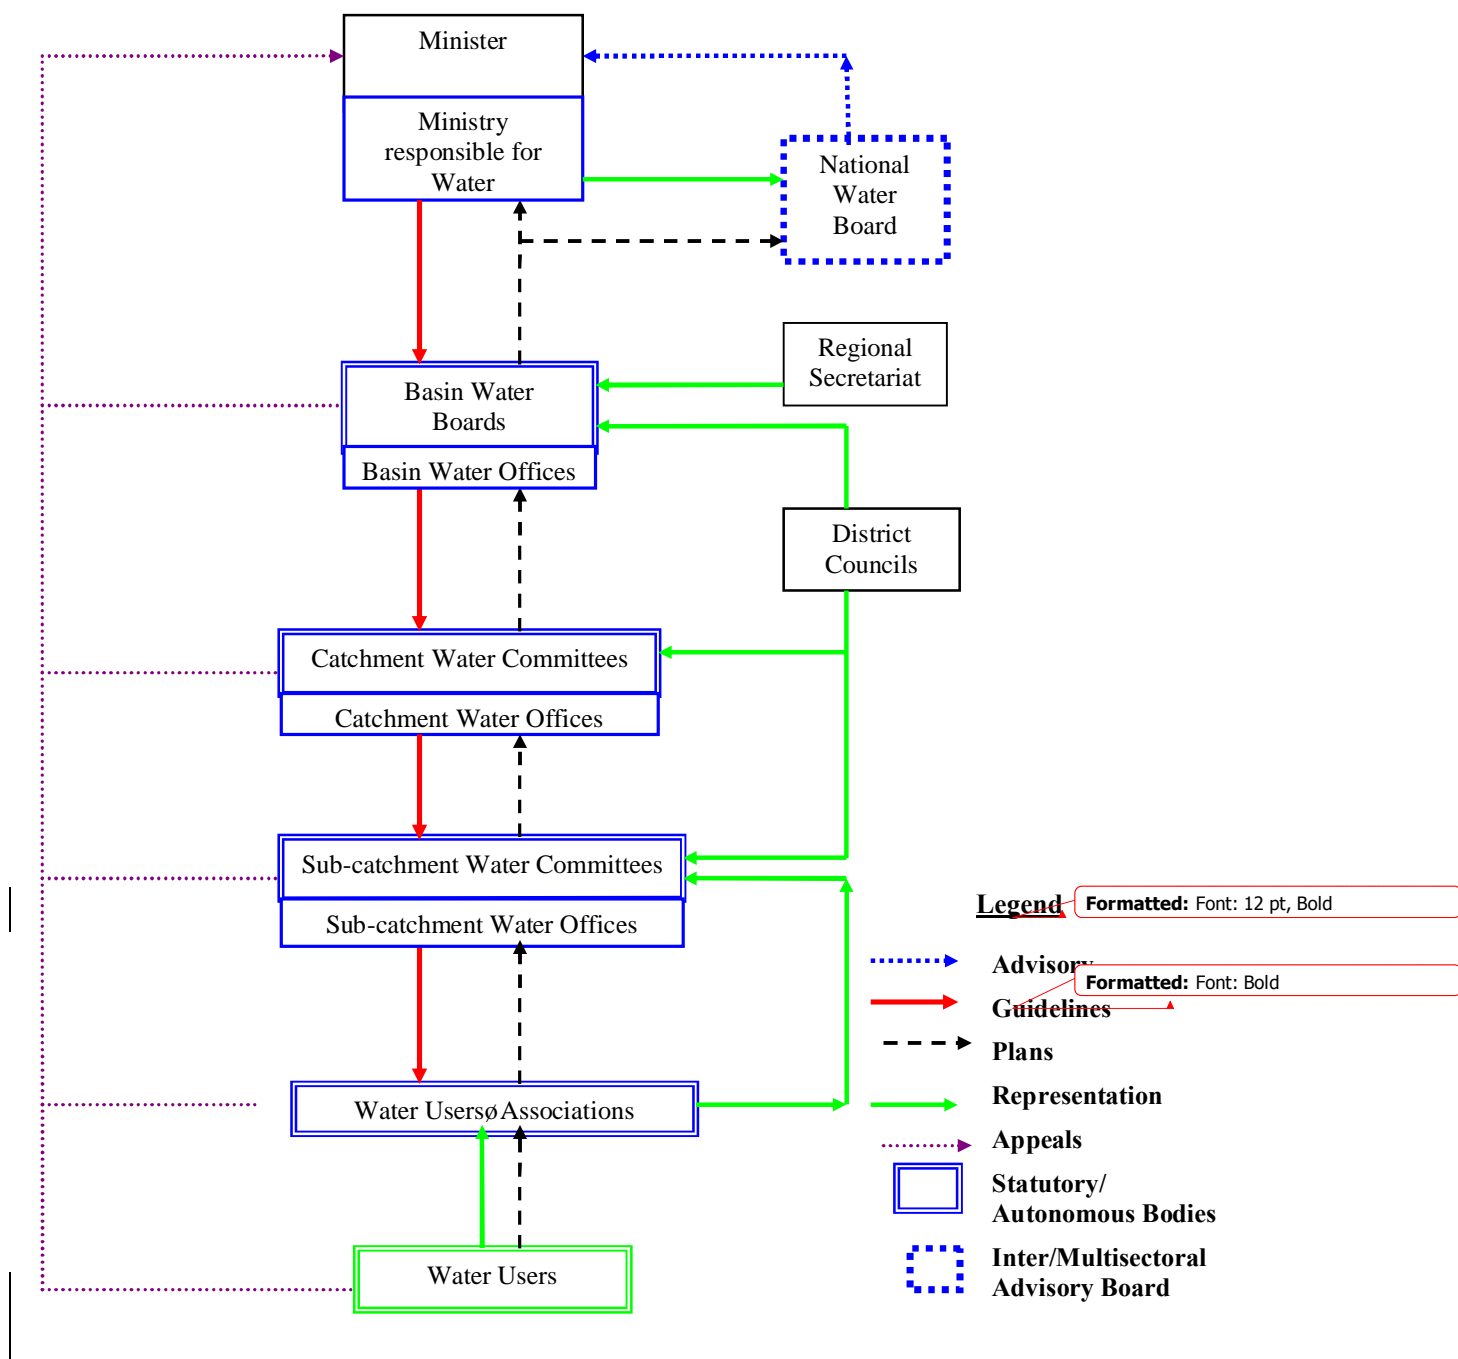 Minister
Ministry
responsible for
Water
National
Water
Board
Regional
Secretariat
Basin Water
Boards
Basin Water Offices
District
Councils
Catchment Water Committees
Catchment Water Offices
Sub-catchment Water Committees
Sub-catchment Water Offices
Water Usersø Associations
Water Users
Legend
Formatted: Font: 12 pt, Bold
Advisory
Formatted: Font: Bold
Guidelines
Plans
Representation
Appeals
Statutory/
Autonomous Bodies
Inter/Multisectoral
Advisory Board